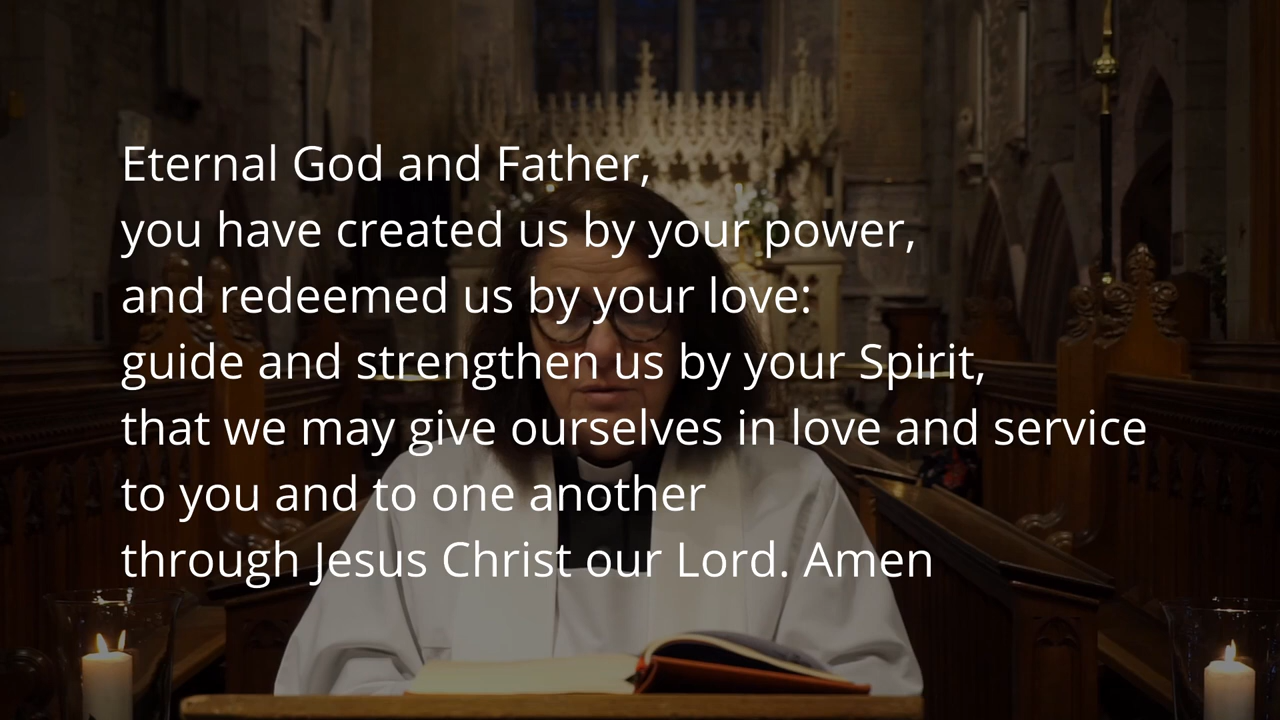 Eternal God and Father,
you have created us by your power,
and redeemed us by your love:
guide and strengthen us by your Spirit,
that we may give ourselves in love and service
to you and to one another
through Jesus Christ our Lord. Amen